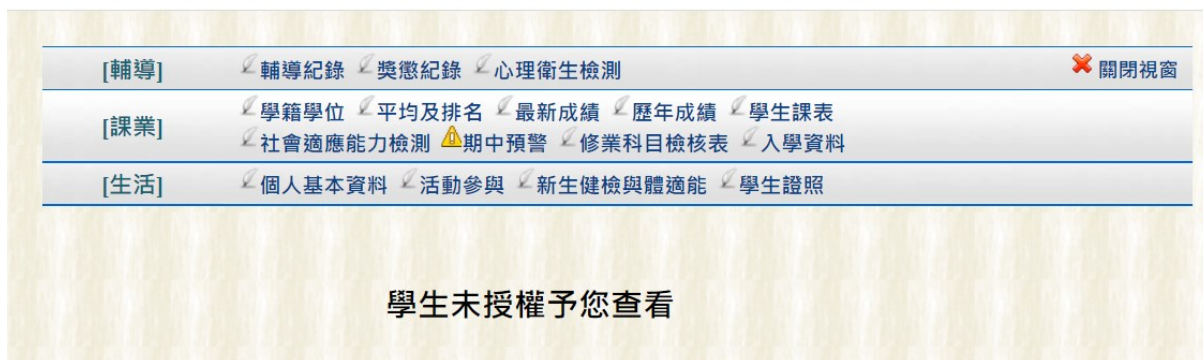 [輔導] 輔導紀錄 獎懲紀錄 心理衛生檢測 關閉視窗
[課業] 學籍學位 平均及排名 最新成績 歷年成績 學生課表
社會適應能力檢測 期中預警 修業科目檢核表 入學資料
[生活] 個人基本資料 活動參與 新生健檢與體適能 學生證照
學生未授權予您查看